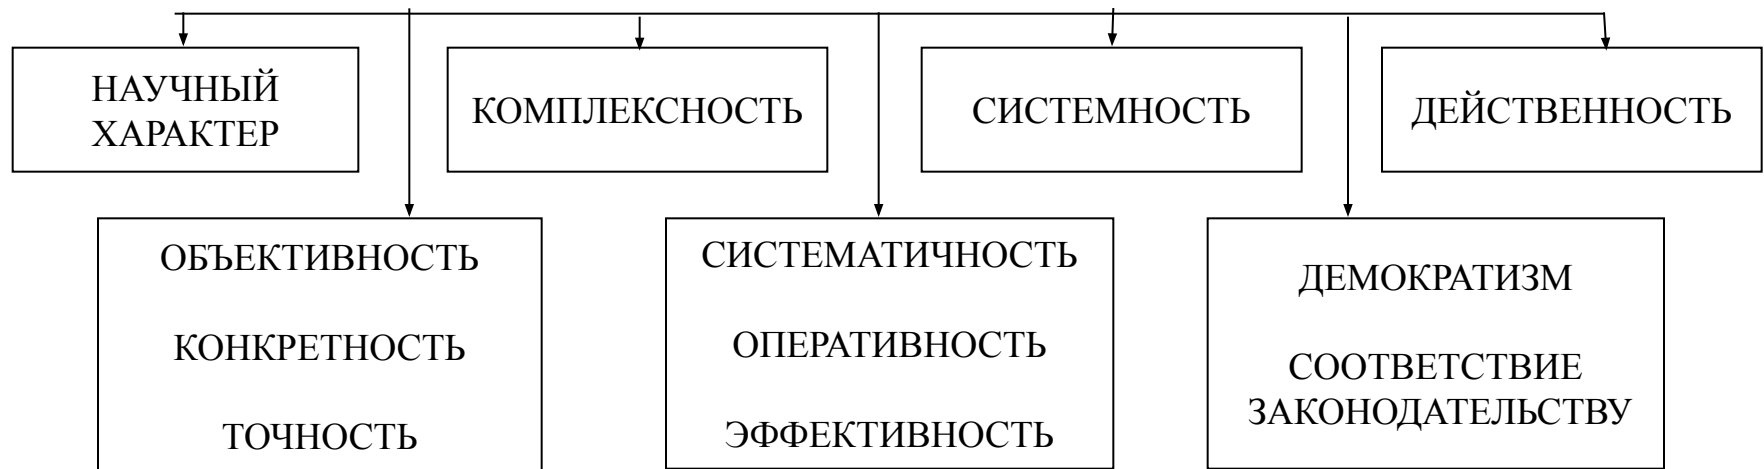 НАУЧНЫЙ
ХАРАКТЕР
КОМПЛЕКСНОСТЬ
СИСТЕМНОСТЬ
ДЕЙСТВЕННОСТЬ
ОБЪЕКТИВНОСТЬ
КОНКРЕТНОСТЬ
ТОЧНОСТЬ
СИСТЕМАТИЧНОСТЬ
ОПЕРАТИВНОСТЬ
ЭФФЕКТИВНОСТЬ
ДЕМОКРАТИЗМ
СООТВЕТСТВИЕ
ЗАКОНОДАТЕЛЬСТВУ